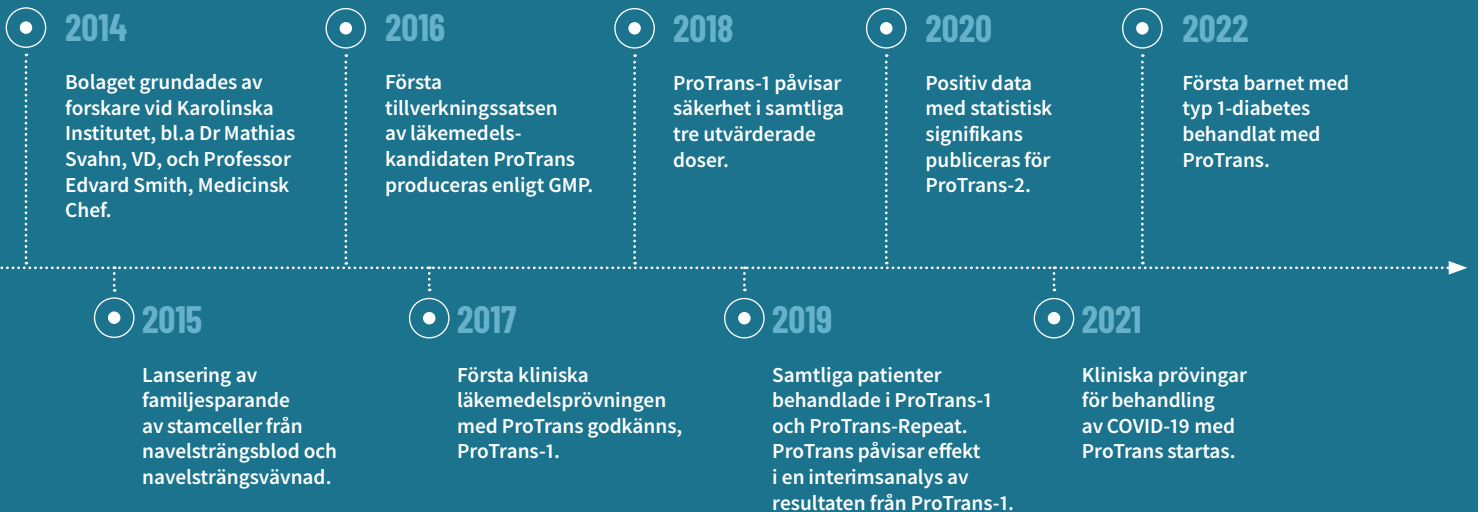 2014
Bolaget grundades av
forskare vid Karolinska
Institutet, bl.a Dr Mathias
Svahn, VD, och Professor
Edvard Smith, Medicinsk
Chef.
2016
Första
tillverkningssatsen
av läkemedels-
kandidaten ProTrans
produceras enligt GMP.
2018
ProTrans-1 påvisar
säkerhet i samtliga
tre utvärderade
doser.
2020
Positiv data
med statistisk
signifikans
publiceras för
ProTrans-2.
2022
Första barnet med
typ 1-diabetes
behandlat med
ProTrans.
2015
Lansering av
familjesparande
av stamceller från
navelsträngsblod och
navelsträngsvävnad.
2017
Första kliniska
läkemedelsprövningen
med ProTrans godkänns,
ProTrans-1.
2019
Samtliga patienter
behandlade i ProTrans-1
och ProTrans-Repeat.
ProTrans påvisar effekt
i en interimsanalys av
resultaten från ProTrans-1.
2021
Kliniska prövingar
för behandling
av COVID-19 med
ProTrans startas.